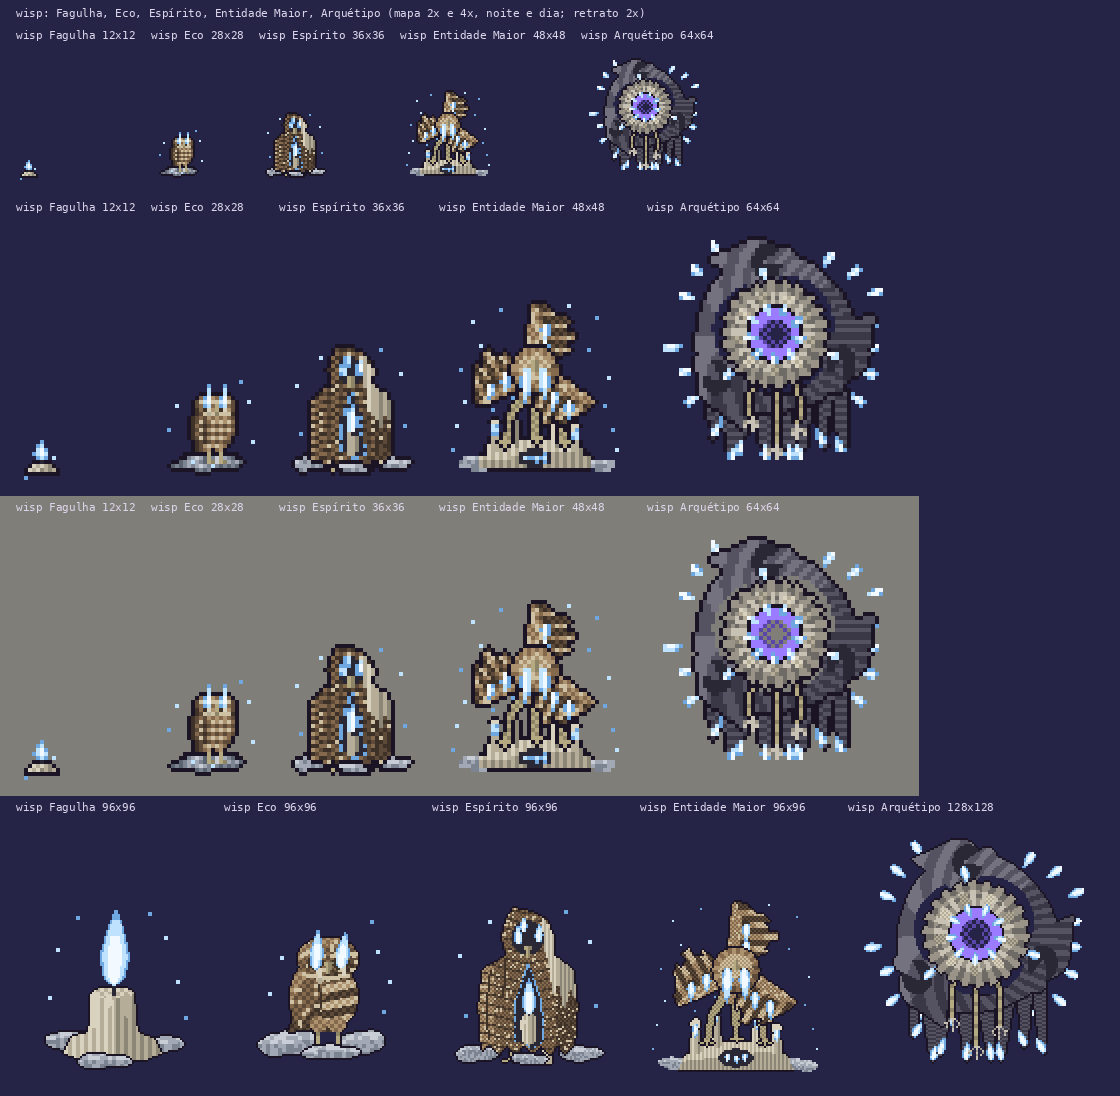 wisp: Fagulha, Eco, Espírito, Entidade Maior, Arquétipo (mapa 2x e 4x, noite e dia; retrato 2x)
wisp Fagulha 12x12 wisp Eco 28x28 wisp Espírito 36x36 wisp Entidade Maior 48x48 wisp Arquétipo 64x64
wisp Fagulha 12x12 wisp Eco 28x28 wisp Espírito 36x36 wisp Entidade Maior 48x48 wisp Arquétipo 64x64
wisp Fagulha 12x12 wisp Eco 28x28 wisp Espírito 36x36 wisp Entidade Maior 48x48 wisp Arquétipo 64x64
wisp Fagulha 96x96 wisp Eco 96x96 wisp Espírito 96x96 wisp Entidade Maior 96x96 wisp Arquétipo 128x128